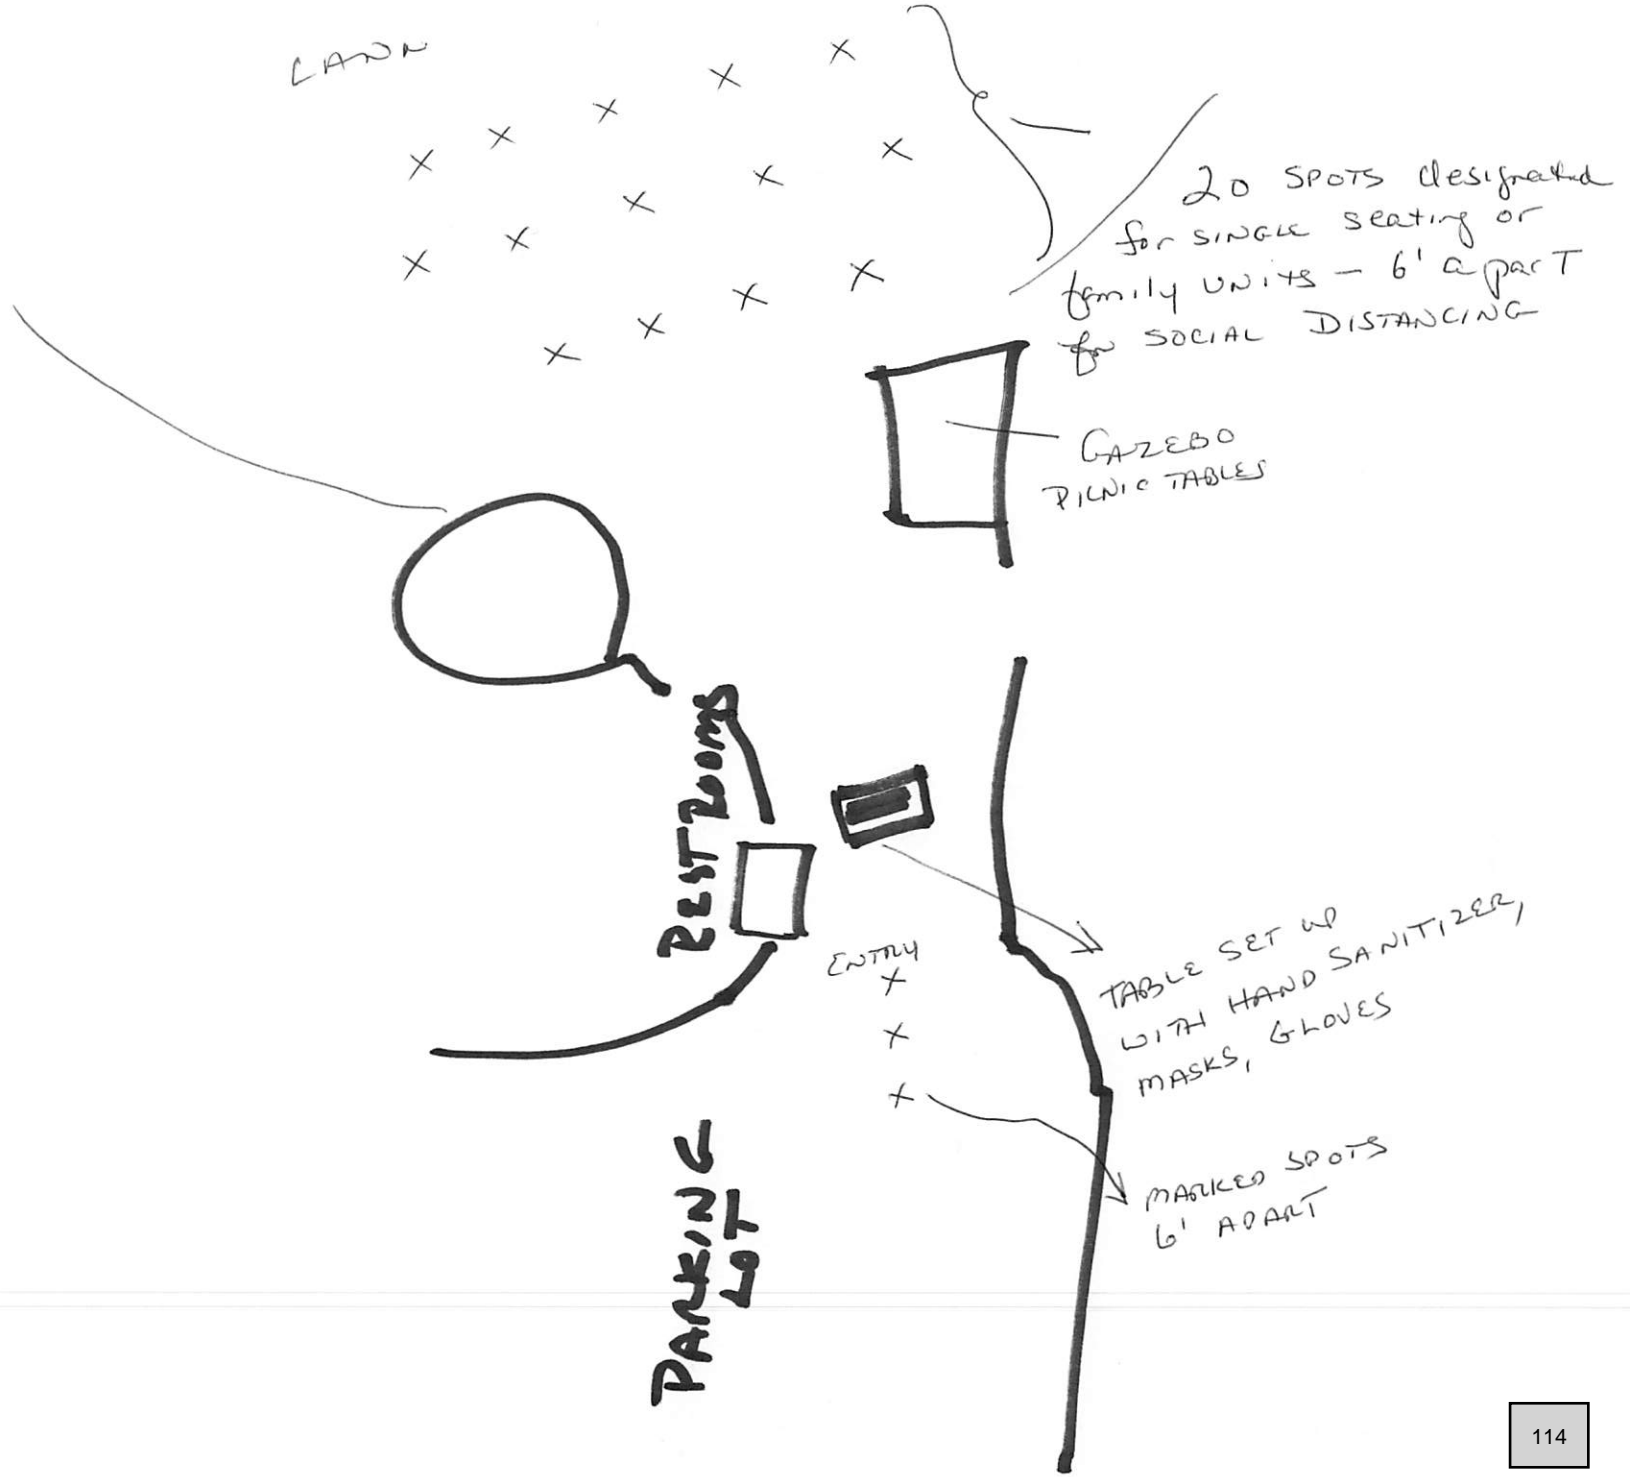 LAWN
20 SPOTS designated
for SINGLE seating or
family UNITS – 6' apart
for SOCIAL DISTANCING
GAZEBO
PICNIC TABLES
RESTROOMS
ENTRY
TABLE SET UP
WITH HAND SANITIZER,
MASKS, GLOVES
MARKED SPOTS
6' APART
PARKING
LOT
114